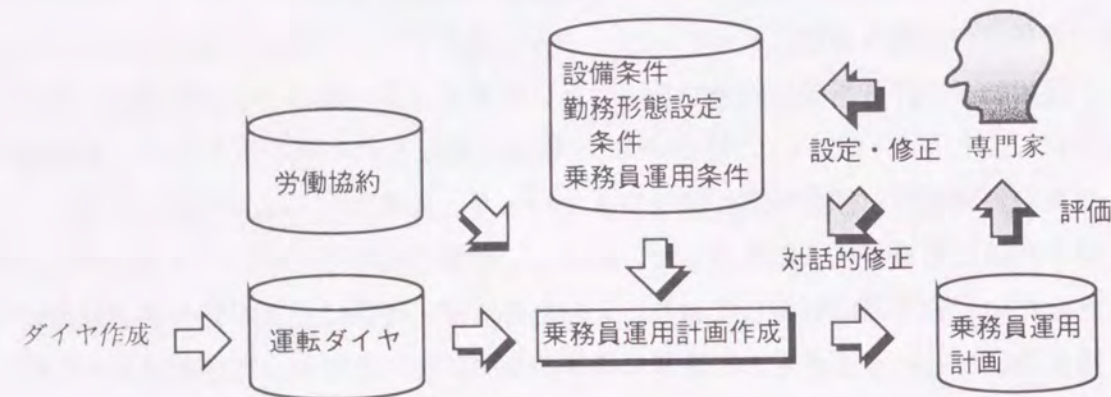 設備条件
勤務形態設定
条件
乗務員運用条件
設定・修正
専門家
労働協約
対話的修正
評価
ダイヤ作成
運転ダイヤ
乗務員運用計画作成
乗務員運用
計画